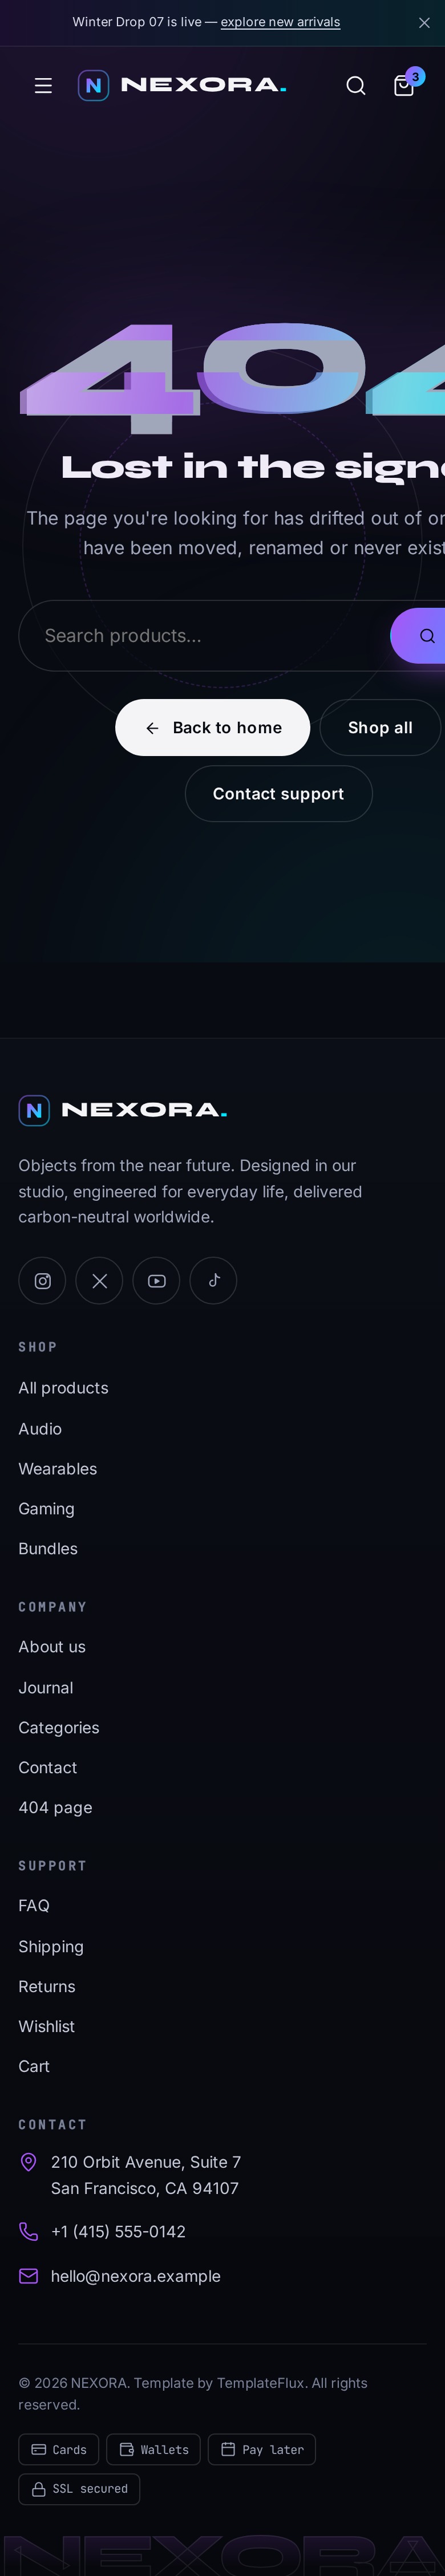 Winter Drop 07 is live — explore new arrivals
N NEXORA.
3
404
Lost in the sign
The page you're looking for has drifted out of
have been moved, renamed or never exist
Search products...
Back to home
Shop all
Contact support
N NEXORA.
Objects from the near future. Designed in our
studio, engineered for everyday life, delivered
carbon-neutral worldwide.
SHOP
All products
Audio
Wearables
Gaming
Bundles
COMPANY
About us
Journal
Categories
Contact
404 page
SUPPORT
FAQ
Shipping
Returns
Wishlist
Cart
CONTACT
210 Orbit Avenue, Suite 7
San Francisco, CA 94107
+1 (415) 555-0142
hello@nexora.example
© 2026 NEXORA. Template by TemplateFlux. All rights
reserved.
Cards
Wallets
Pay later
SSL secured
NEXORA